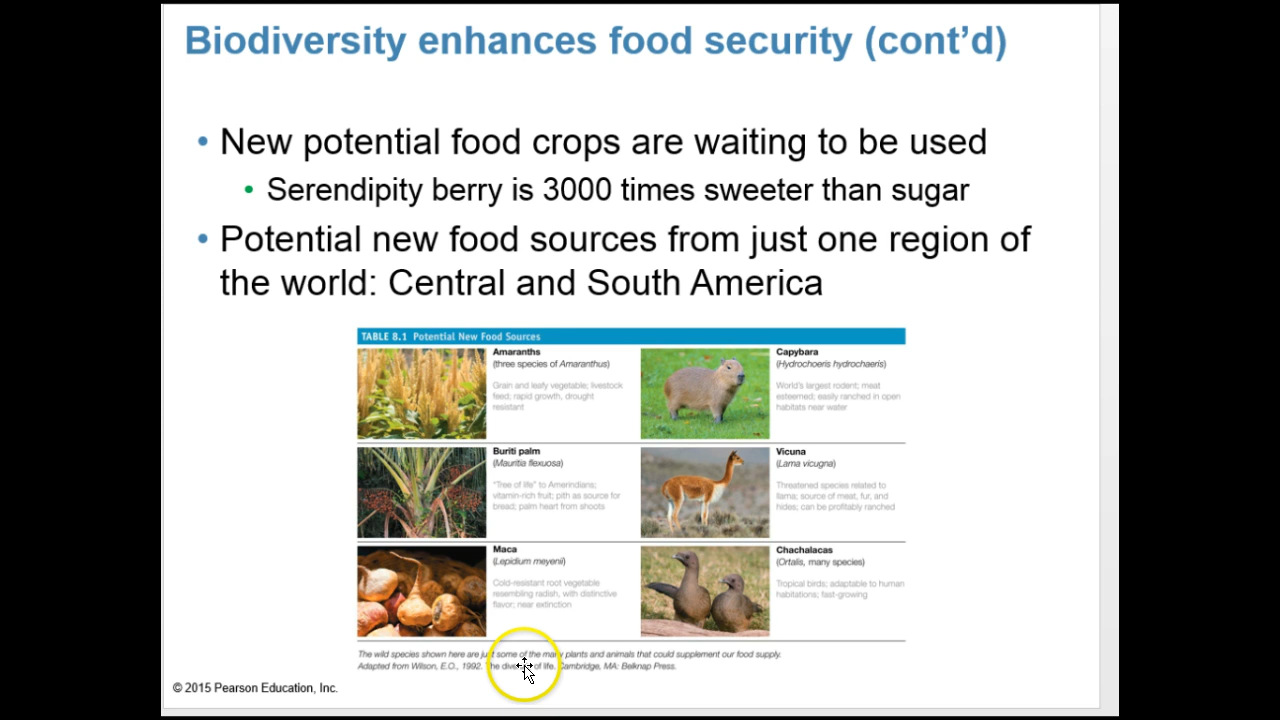 Biodiversity enhances food security (cont’d)
• New potential food crops are waiting to be used
• Serendipity berry is 3000 times sweeter than sugar
• Potential new food sources from just one region of
the world: Central and South America
TABLE 8.1 Potential New Food Sources
Amaranths
(three species of Amaranthus)
Grain and leafy vegetable; livestock
feed; rapid growth, drought
resistant
Capybara
(Hydrochoeris hydrochaeris)
World's largest rodent; meat
esteemed; easily ranched in open
habitats near water
Buriti palm
(Mauritia flexuosa)
"Tree of life" to Amerindians;
vitamin-rich fruit; pith as source for
bread; palm heart from shoots
Vicuna
(Lama vicugna)
Threatened species related to
llama; source of meat, fur, and
hides; can be profitably ranched
Maca
(Lepidium meyenii)
Cold-resistant root vegetable
resembling radish, with distinctive
flavor; near extinction
Chachalacas
(Ortalis, many species)
Tropical birds; adaptable to human
habitations; fast-growing
The wild species shown here are just some of the many plants and animals that could supplement our food supply.
Adapted from Wilson, E.O., 1992. The diversity of life. Cambridge, MA: Belknap Press.
© 2015 Pearson Education, Inc.